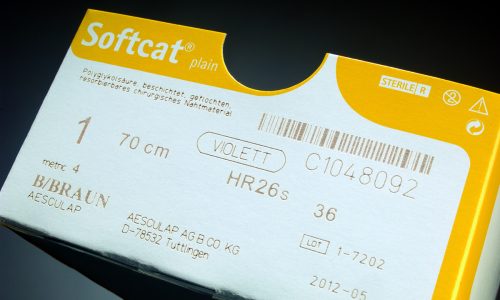 Softcat® plain
Polyglykolsäure, beschichtet, geflochten,
resorbierbares chirurgisches Nahtmaterial
STERILE R
1 70 cm VIOLETT C1048092
metric 4 HR26s 36
B/BRAUN
AESCULAP
AESCULAP AG B CO KG
D-78532 Tuttlingen
LOT 1-7202
2012-05